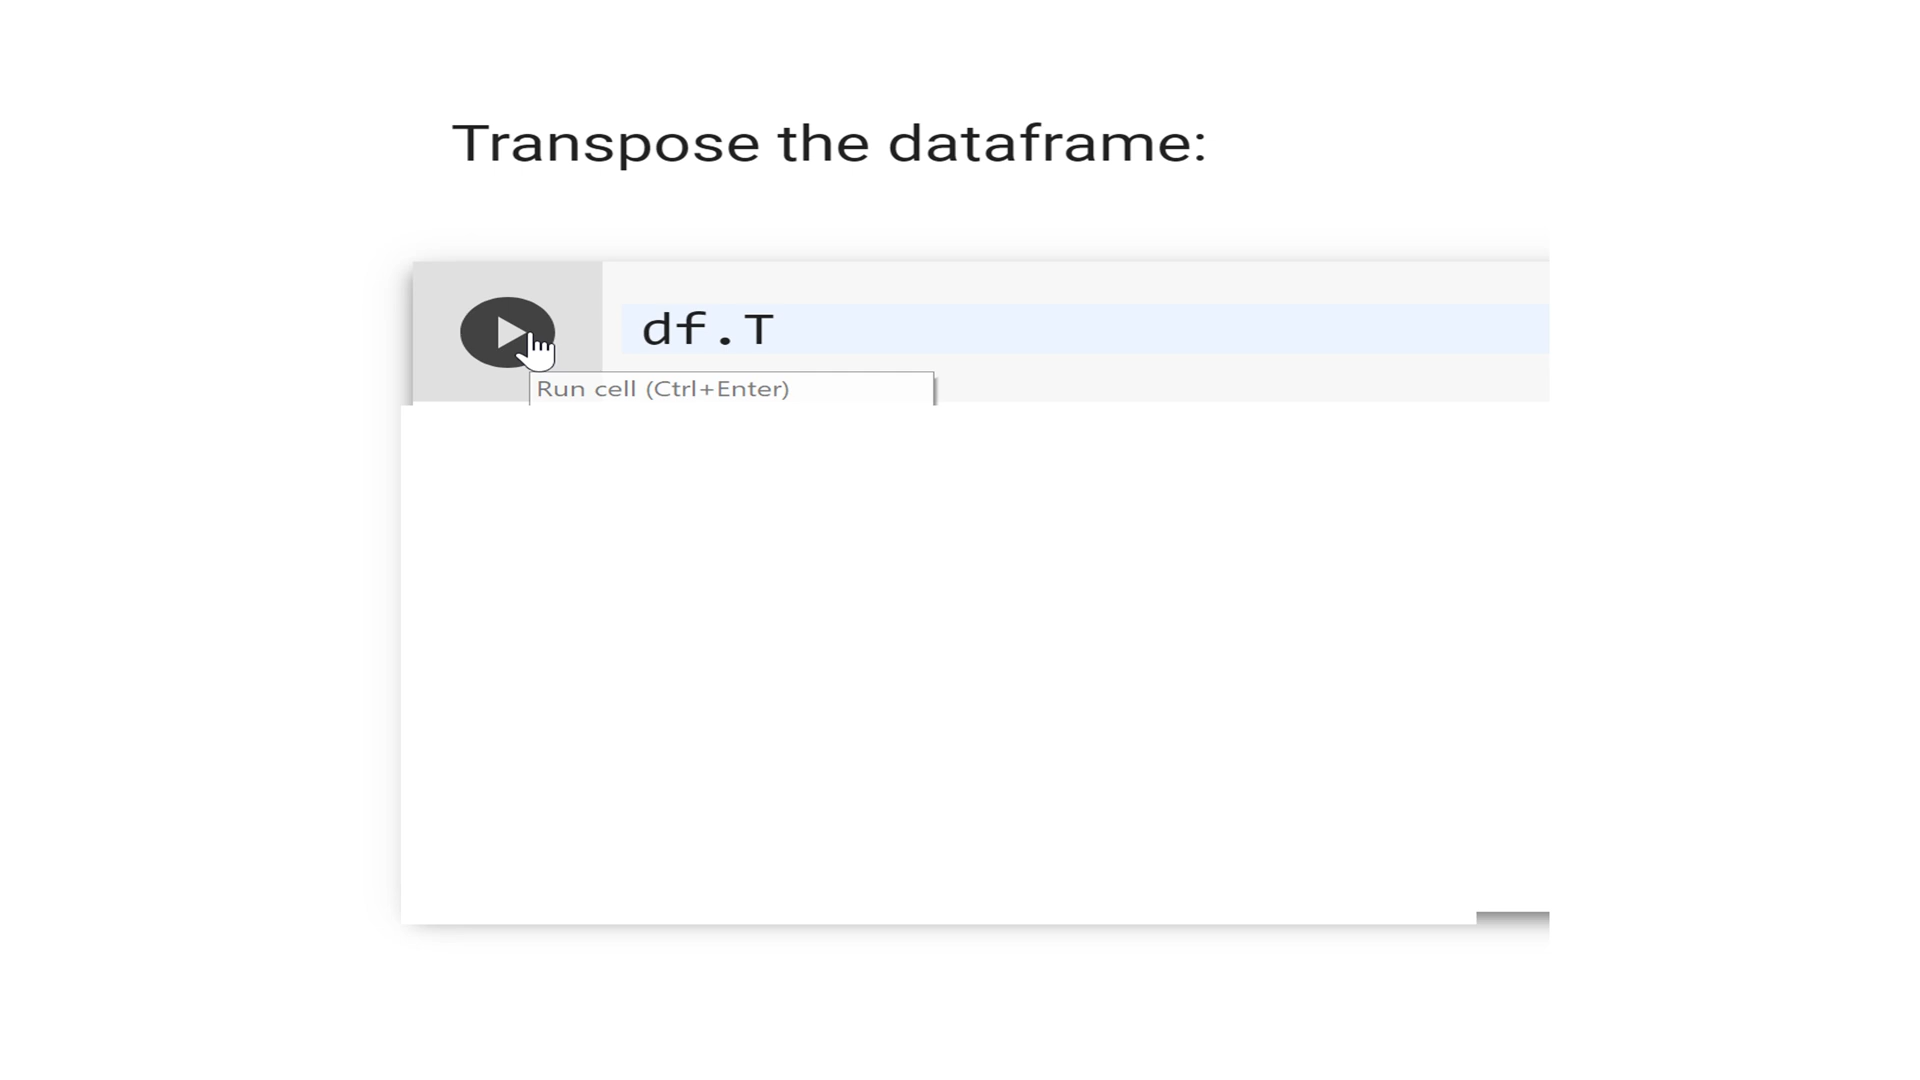 Transpose the dataframe:
df.T
Run cell (Ctrl+Enter)